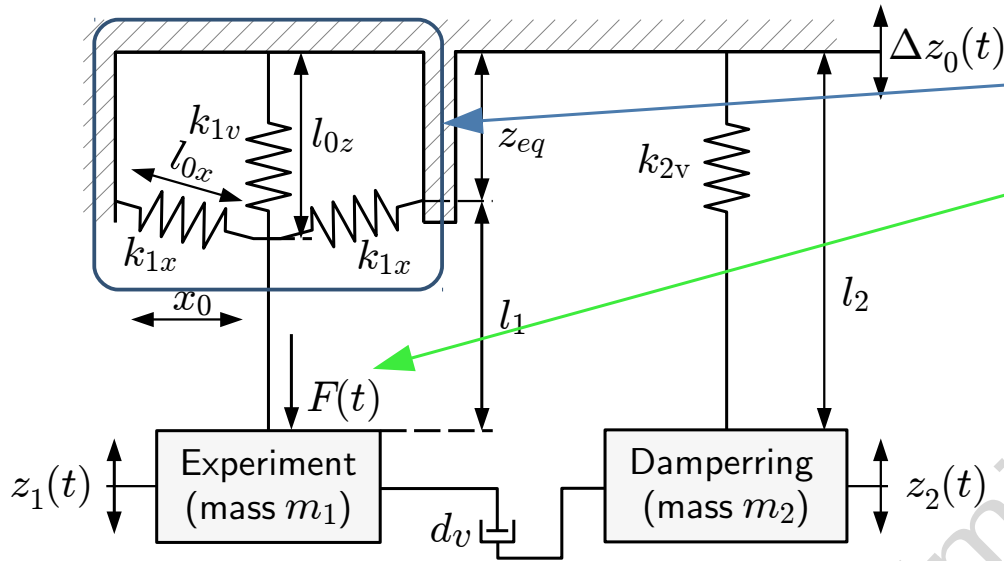 Δz₀(t)
k₁ᵥ
l₀z
z_eq
k₂ᵥ
l₀ₓ
k₁ₓ
k₁ₓ
x₀
l₁
l₂
F(t)
z₁(t)
Experiment
(mass m₁)
Damperring
(mass m₂)
z₂(t)
dᵥ